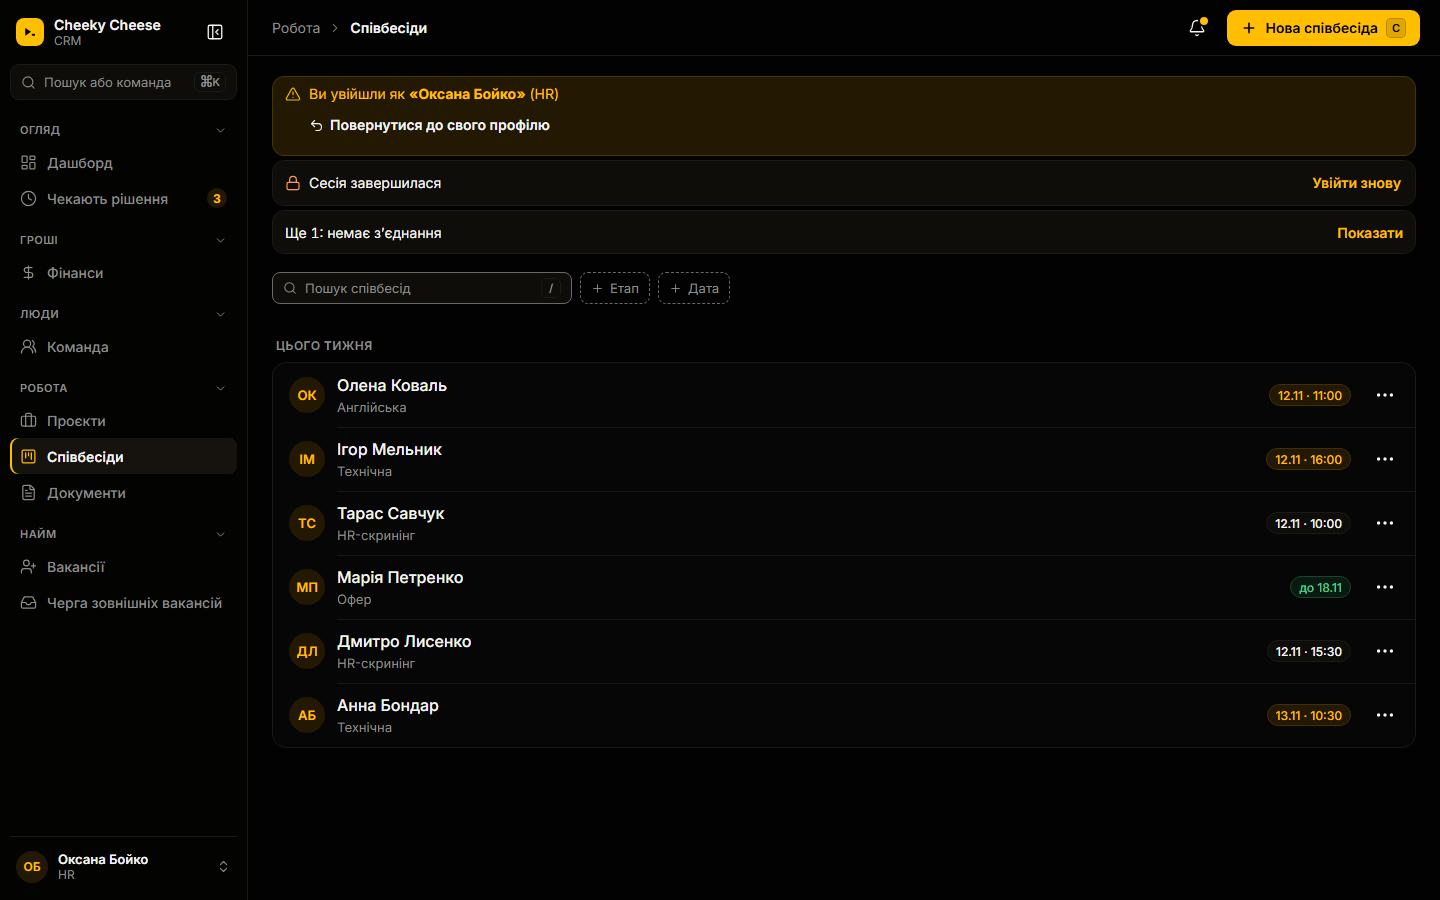 Cheeky Cheese
CRM
Пошук або команда ⌘K
ОГЛЯД
Дашборд
Чекають рішення 3
ГРОШІ
Фінанси
ЛЮДИ
Команда
РОБОТА
Проєкти
Співбесіди
Документи
НАЙМ
Вакансії
Черга зовнішніх вакансій
ОБ
Оксана Бойко
HR
Робота > Співбесіди
+ Нова співбесіда C
Ви увійшли як «Оксана Бойко» (HR)
Повернутися до свого профілю
Сесія завершилася Увійти знову
Ще 1: немає з’єднання Показати
Пошук співбесід / + Етап + Дата
ЦЬОГО ТИЖНЯ
ОК
Олена Коваль
Англійська
12.11 · 11:00
ІМ
Ігор Мельник
Технічна
12.11 · 16:00
ТС
Тарас Савчук
HR-скринінг
12.11 · 10:00
МП
Марія Петренко
Офер
до 18.11
ДЛ
Дмитро Лисенко
HR-скринінг
12.11 · 15:30
АБ
Анна Бондар
Технічна
13.11 · 10:30